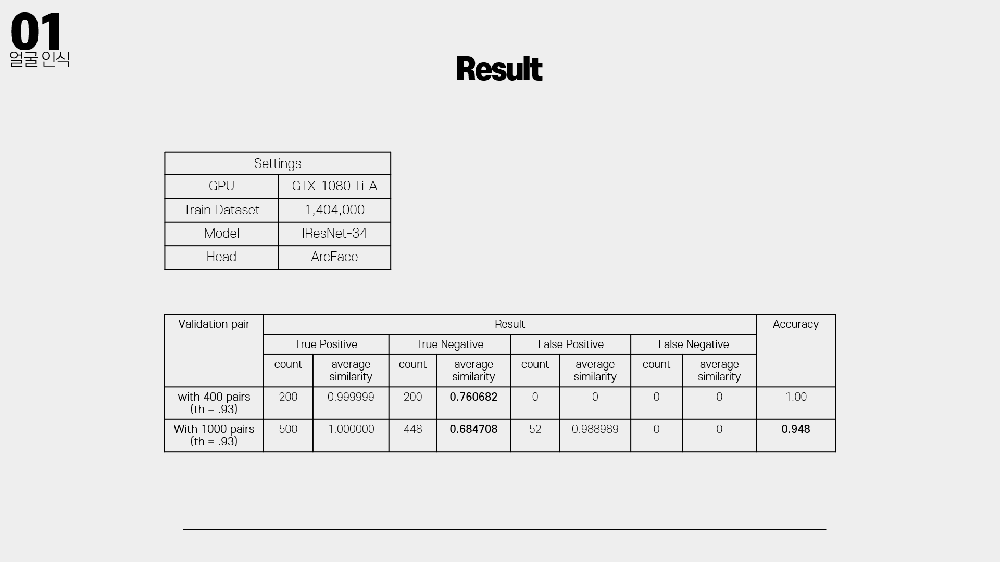 01
얼굴 인식
Result
Settings
GPU GTX-1080 Ti-A
Train Dataset 1,404,000
Model IResNet-34
Head ArcFace
Validation pair Result Accuracy
True Positive True Negative False Positive False Negative
count average similarity count average similarity count average similarity count average similarity
with 400 pairs (th = .93) 200 0.999999 200 0.760682 0 0 0 0 1.00
With 1000 pairs (th = .93) 500 1.000000 448 0.684708 52 0.988989 0 0 0.948